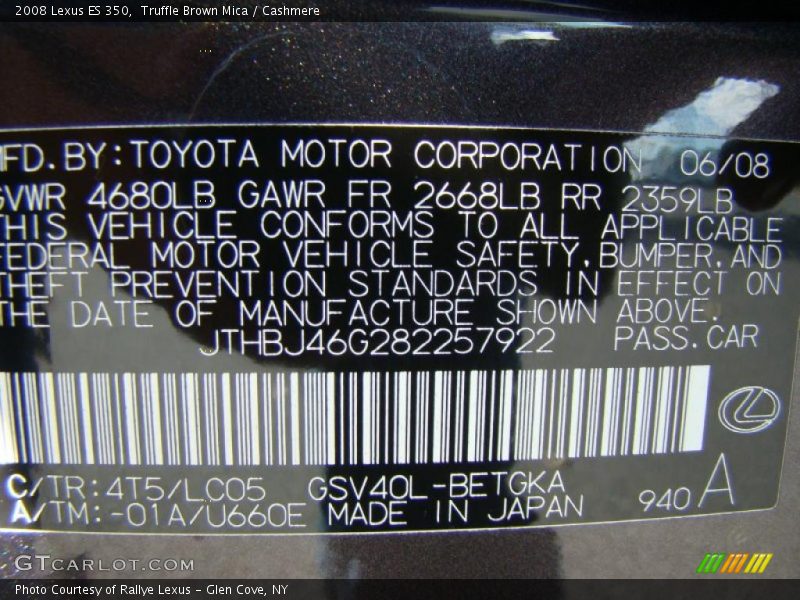 2008 Lexus ES 350, Truffle Brown Mica / Cashmere
MFD.BY:TOYOTA MOTOR CORPORATION 06/08
GVWR 4680LB GAWR FR 2668LB RR 2359LB
THIS VEHICLE CONFORMS TO ALL APPLICABLE
FEDERAL MOTOR VEHICLE SAFETY,BUMPER,AND
THEFT PREVENTION STANDARDS IN EFFECT ON
THE DATE OF MANUFACTURE SHOWN ABOVE.
JTHBJ46G282257922 PASS.CAR
C/TR:4T5/LC05 GSV40L-BETGKA
A/TM:-01A/U660E MADE IN JAPAN 940 A
GTCARLOT.COM
Photo Courtesy of Rallye Lexus - Glen Cove, NY